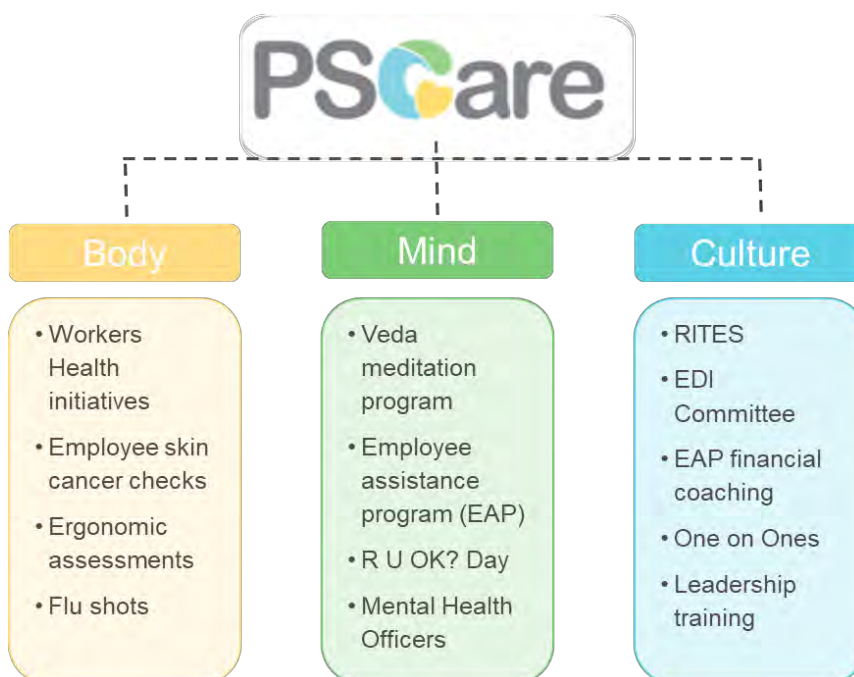 PSCare
Body
• Workers
Health
initiatives
• Employee skin
cancer checks
• Ergonomic
assessments
• Flu shots
Mind
• Veda
meditation
program
• Employee
assistance
program (EAP)
• R U OK? Day
• Mental Health
Officers
Culture
• RITES
• EDI
Committee
• EAP financial
coaching
• One on Ones
• Leadership
training